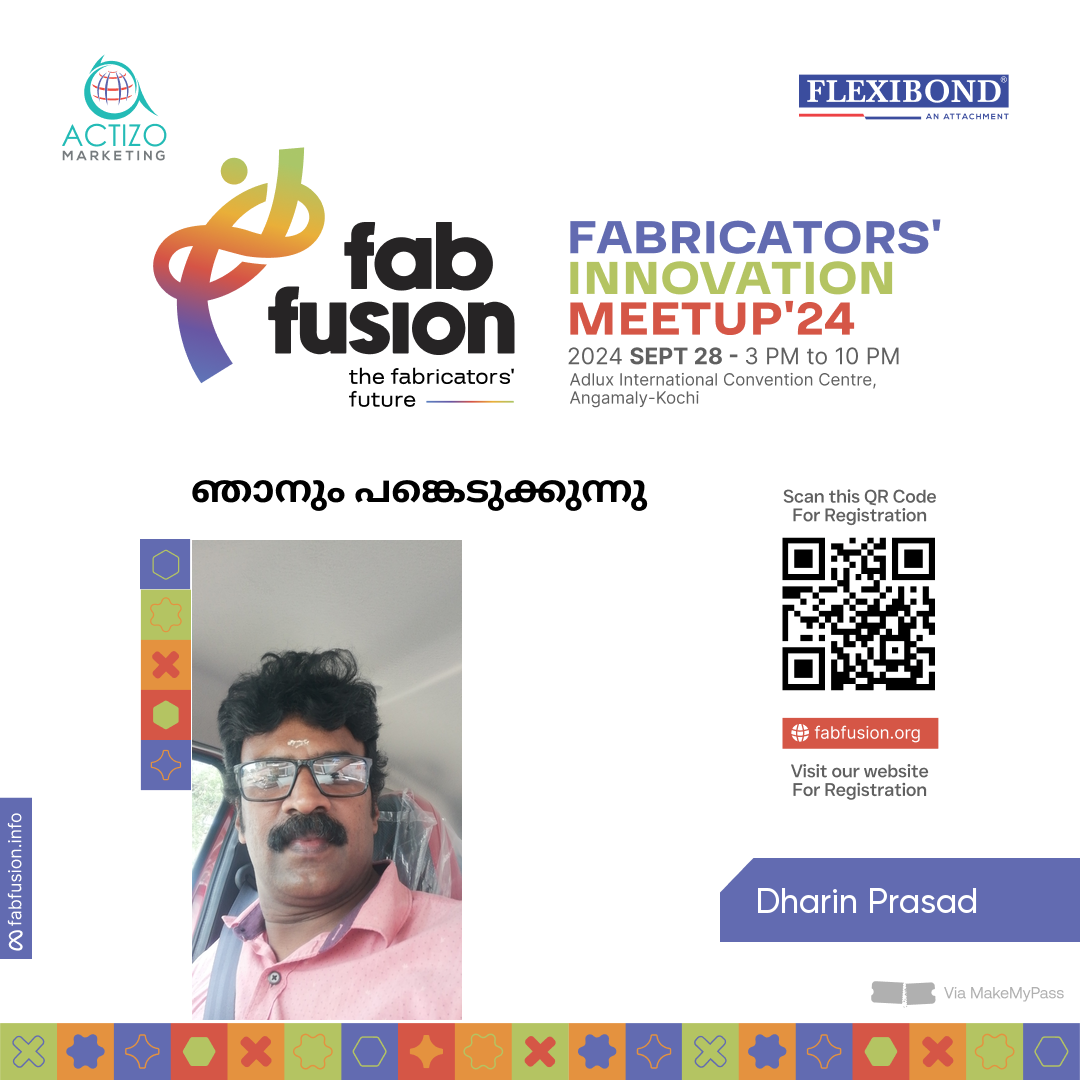 ACTIZO
MARKETING
FLEXIBOND®
AN ATTACHMENT
fab
fusion
the fabricators'
future
FABRICATORS'
INNOVATION
MEETUP'24
2024 SEPT 28 - 3 PM to 10 PM
Adlux International Convention Centre,
Angamaly-Kochi
ഞാനും പങ്കെടുക്കുന്നു
Scan this QR Code
For Registration
fabfusion.org
Visit our website
For Registration
fabfusion.info
Dharin Prasad
Via MakeMyPass